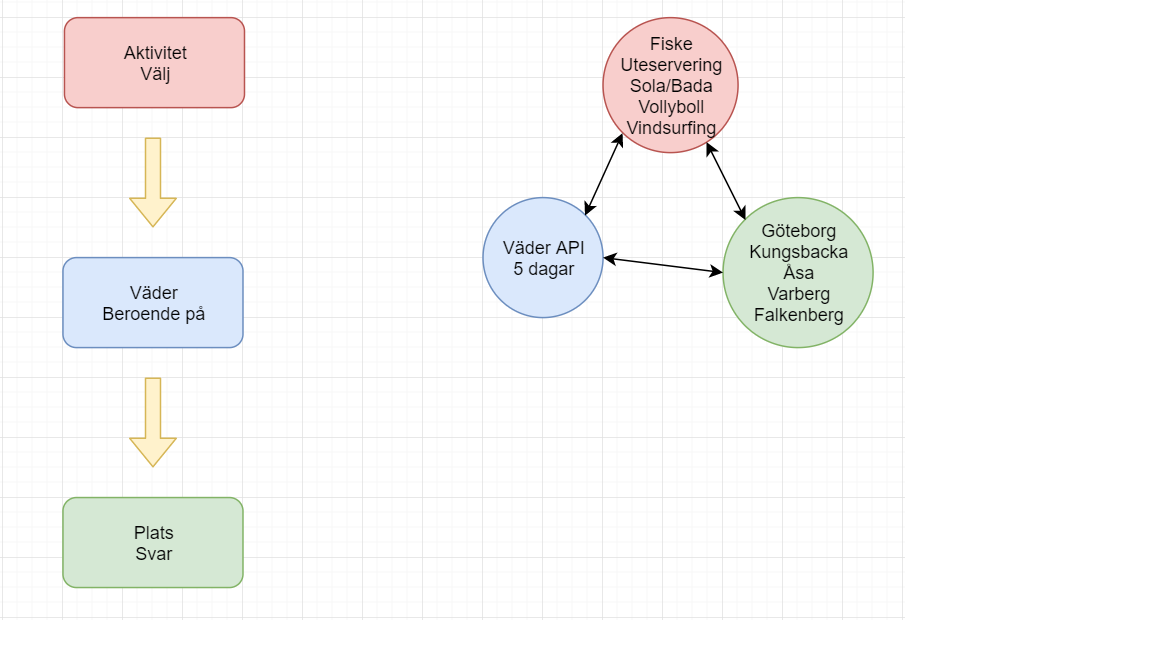 Aktivitet
Välj
Väder
Beroende på
Plats
Svar
Fiske
Uteservering
Sola/Bada
Vollyboll
Vindsurfing
Väder API
5 dagar
Göteborg
Kungsbacka
Åsa
Varberg
Falkenberg